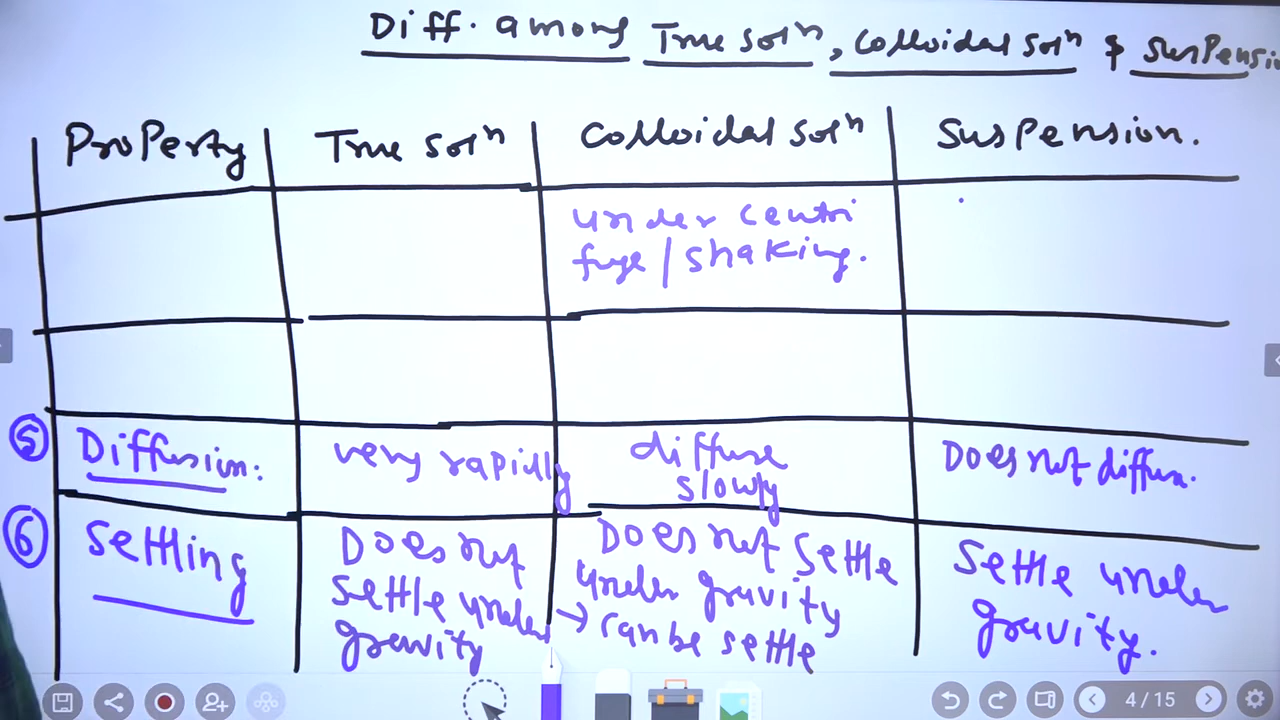 Diff. among True solⁿ, Colloidal solⁿ & Suspensi
Property True solⁿ Colloidal solⁿ Suspension.
under centri
fuge / shaking.
⑤ Diffusion: very rapidly diffuse slowly Does not diffuse.
⑥ Settling Does not settle under gravity Does not settle under gravity → can be settle Settle under gravity.
4/15